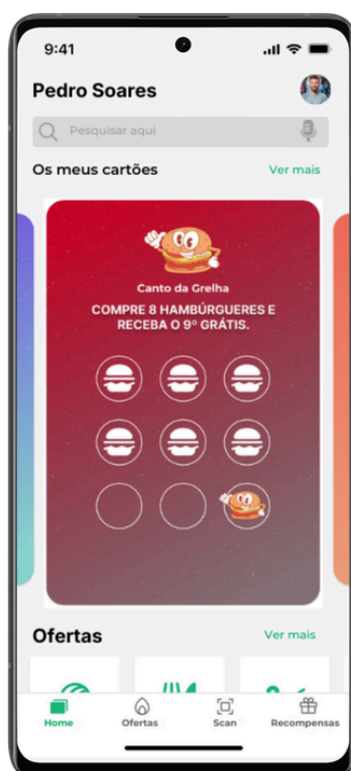 9:41
Pedro Soares
Pesquisar aqui
Os meus cartões
Ver mais
Canto da Grelha
COMPRE 8 HAMBÚRGUERES E
RECEBA O 9º GRÁTIS.
Ofertas
Ver mais
Home
Ofertas
Scan
Recompensas